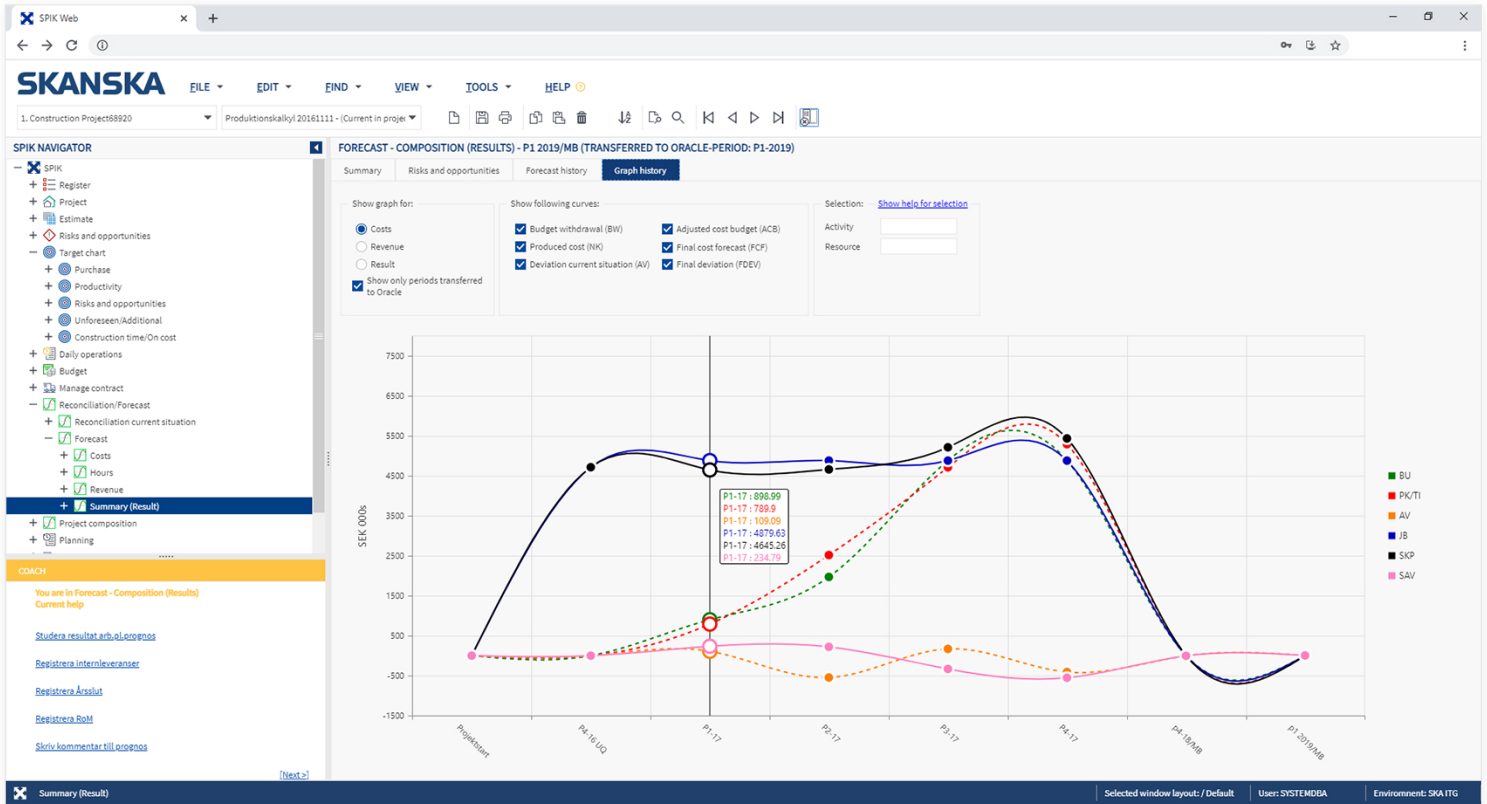 SPIK Web
SKANSKA
FILE
EDIT
FIND
VIEW
TOOLS
HELP
1. Construction Project68920
Produktionskalkyl 20161111 - (Current in projec
SPIK NAVIGATOR
SPIK
Register
Project
Estimate
Risks and opportunities
Target chart
Purchase
Productivity
Risks and opportunities
Unforeseen/Additional
Construction time/On cost
Daily operations
Budget
Manage contract
Reconciliation/Forecast
Reconciliation current situation
Forecast
Costs
Hours
Revenue
Summary (Result)
Project composition
Planning
COACH
You are in Forecast - Composition (Results)
Current help
Studera resultat arb.pl.prognos
Registrera internleveranser
Registrera Årsslut
Registrera RoM
Skriv kommentar till prognos
[Next >]
FORECAST - COMPOSITION (RESULTS) - P1 2019/MB (TRANSFERRED TO ORACLE-PERIOD: P1-2019)
Summary
Risks and opportunities
Forecast history
Graph history
Show graph for:
Costs
Revenue
Result
Show only periods transferred
to Oracle
Show following curves:
Budget withdrawal (BW)
Produced cost (NK)
Deviation current situation (AV)
Adjusted cost budget (ACB)
Final cost forecast (FCF)
Final deviation (FDEV)
Selection:
Show help for selection
Activity
Resource
SEK 000s
7500
6500
5500
4500
3500
2500
1500
500
-500
-1500
P1-17 : 898.99
P1-17 : 789.9
P1-17 : 109.09
P1-17 : 4879.63
P1-17 : 4645.26
P1-17 : 234.79
Projektstart
P4-16 UQ
P1-17
P2-17
P3-17
P4-17
P4-18/MB
P1 2019/MB
BU
PK/TI
AV
JB
SKP
SAV
Summary (Result)
Selected window layout: / Default
User: SYSTEMDBA
Enviromnent: SKA ITG